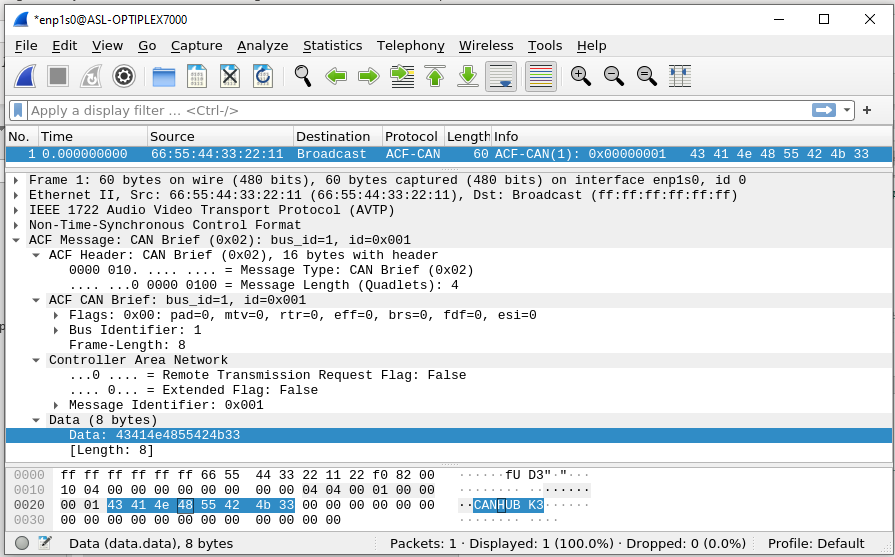 *enp1s0@ASL-OPTIPLEX7000
File Edit View Go Capture Analyze Statistics Telephony Wireless Tools Help
Apply a display filter … <Ctrl-/>
No. Time Source Destination Protocol Length Info
1 0.000000000 66:55:44:33:22:11 Broadcast ACF-CAN 60 ACF-CAN(1): 0x00000001 43 41 4e 48 55 42 4b 33
Frame 1: 60 bytes on wire (480 bits), 60 bytes captured (480 bits) on interface enp1s0, id 0
Ethernet II, Src: 66:55:44:33:22:11 (66:55:44:33:22:11), Dst: Broadcast (ff:ff:ff:ff:ff:ff)
IEEE 1722 Audio Video Transport Protocol (AVTP)
Non-Time-Synchronous Control Format
ACF Message: CAN Brief (0x02): bus_id=1, id=0x001
ACF Header: CAN Brief (0x02), 16 bytes with header
0000 010. .... .... = Message Type: CAN Brief (0x02)
.... ...0 0000 0100 = Message Length (Quadlets): 4
ACF CAN Brief: bus_id=1, id=0x001
Flags: 0x00: pad=0, mtv=0, rtr=0, eff=0, brs=0, fdf=0, esi=0
Bus Identifier: 1
Frame-Length: 8
Controller Area Network
...0 .... = Remote Transmission Request Flag: False
.... 0... = Extended Flag: False
Message Identifier: 0x001
Data (8 bytes)
Data: 43414e4855424b33
[Length: 8]
0000 ff ff ff ff ff ff 66 55 44 33 22 11 22 f0 82 00 ······fU D3"·"···
0010 10 04 00 00 00 00 00 00 00 00 04 04 00 01 00 00 ········ ········
0020 00 01 43 41 4e 48 55 42 4b 33 00 00 00 00 00 00 ··CANHUB K3······
0030 00 00 00 00 00 00 00 00 00 00 00 00 ········ ····
Data (data.data), 8 bytes Packets: 1 · Displayed: 1 (100.0%) · Dropped: 0 (0.0%) Profile: Default